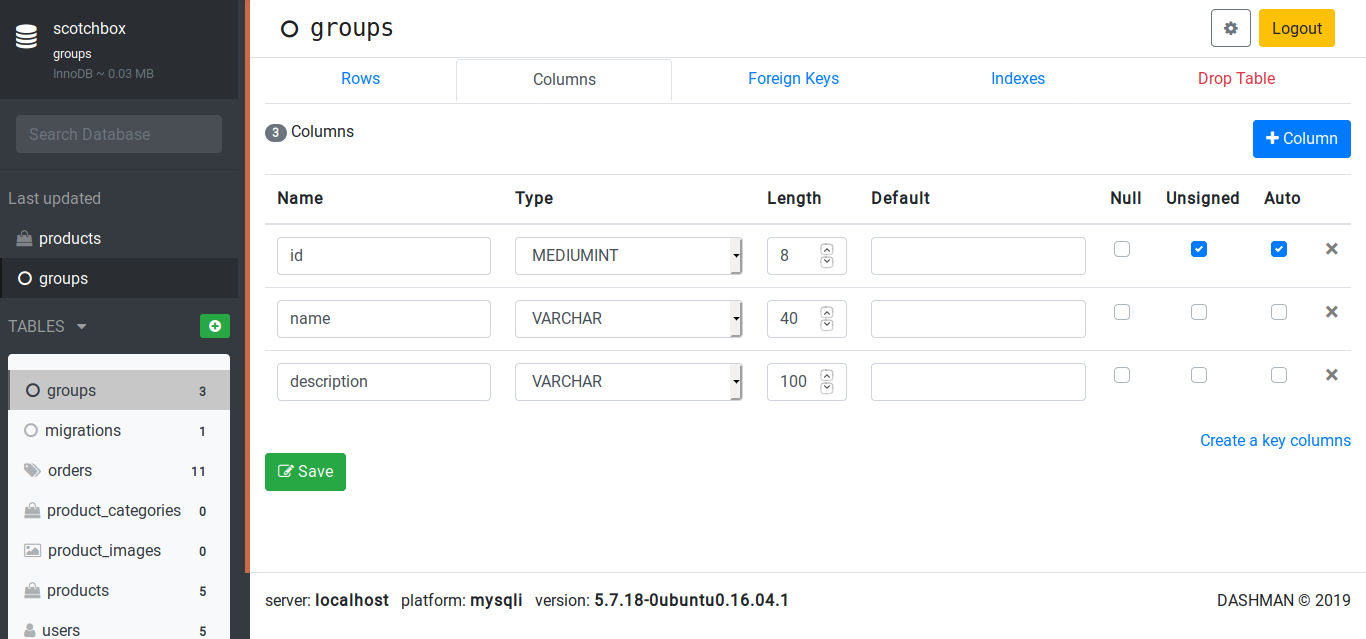 scotchbox
groups
InnoDB ~ 0.03 MB
Search Database
Last updated
products
groups
TABLES
groups 3
migrations 1
orders 11
product_categories 0
product_images 0
products 5
users 5
groups
Logout
Rows Columns Foreign Keys Indexes Drop Table
3 Columns
+ Column
Name Type Length Default Null Unsigned Auto
id MEDIUMINT 8
name VARCHAR 40
description VARCHAR 100
Create a key columns
Save
server: localhost platform: mysqli version: 5.7.18-0ubuntu0.16.04.1
DASHMAN © 2019